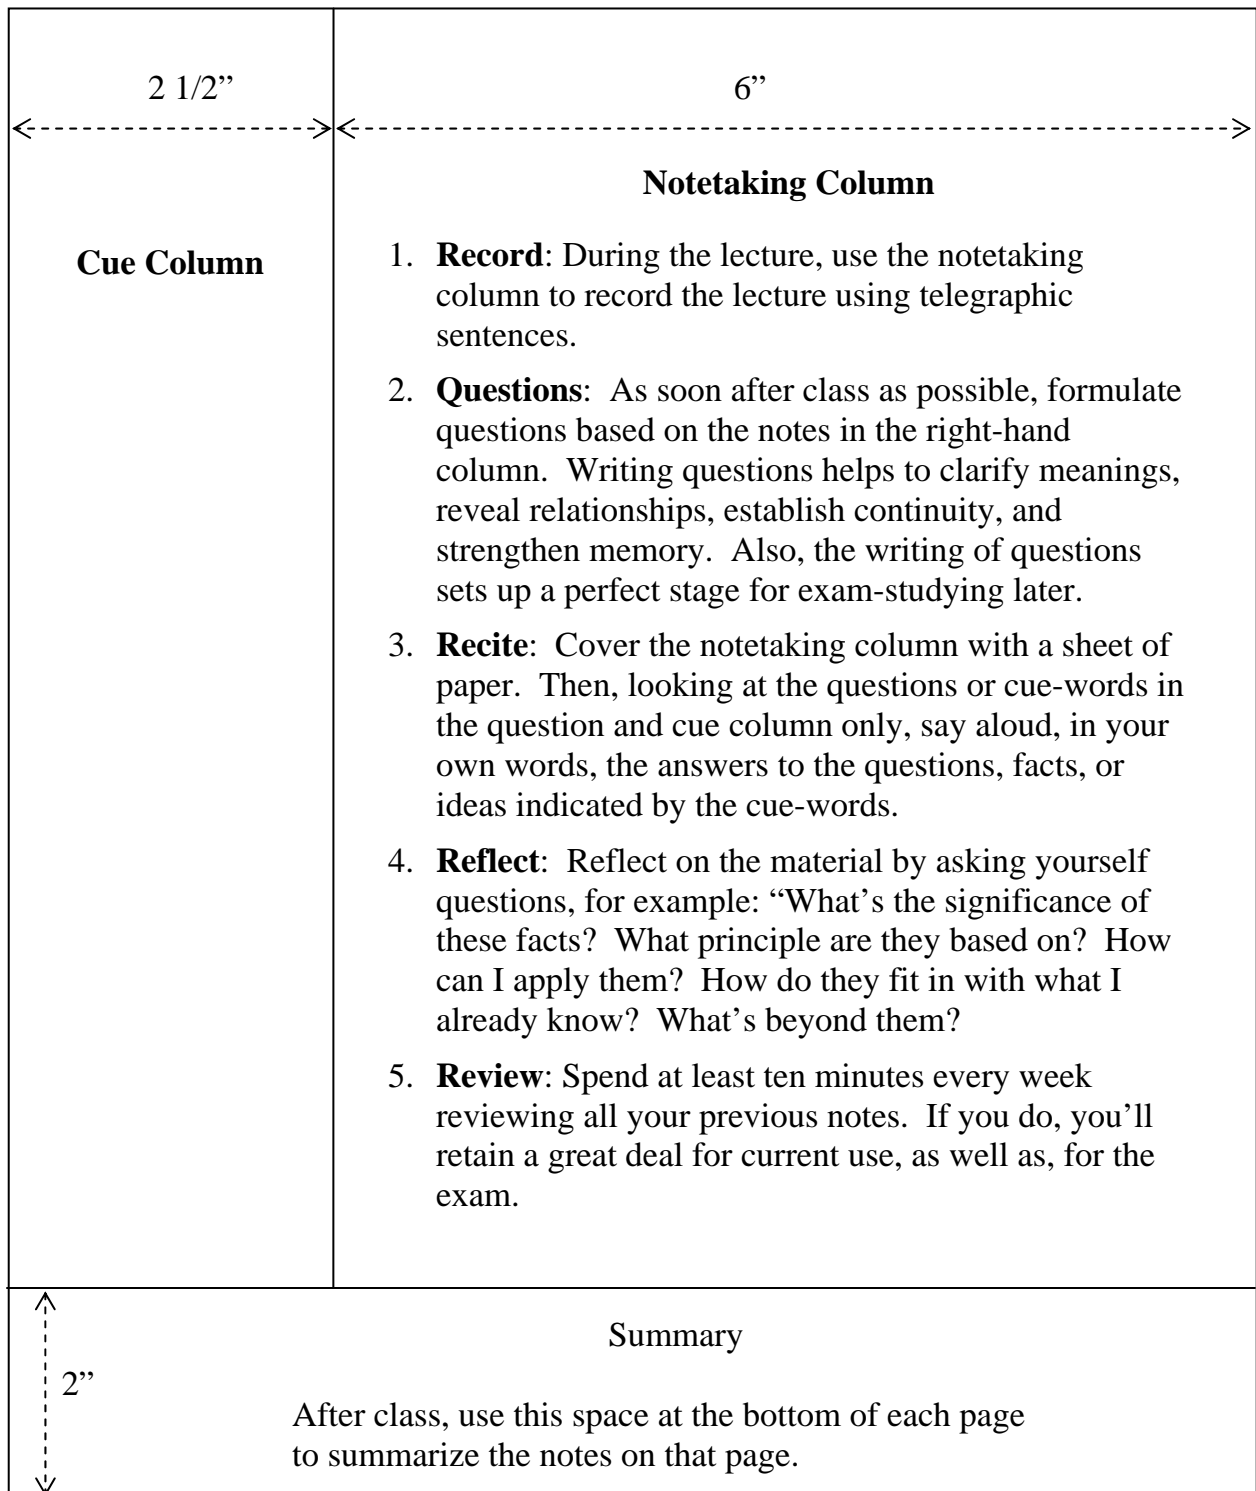 2 1/2”
6”
Notetaking Column
Cue Column
1. Record: During the lecture, use the notetaking
column to record the lecture using telegraphic
sentences.
2. Questions: As soon after class as possible, formulate
questions based on the notes in the right-hand
column. Writing questions helps to clarify meanings,
reveal relationships, establish continuity, and
strengthen memory. Also, the writing of questions
sets up a perfect stage for exam-studying later.
3. Recite: Cover the notetaking column with a sheet of
paper. Then, looking at the questions or cue-words in
the question and cue column only, say aloud, in your
own words, the answers to the questions, facts, or
ideas indicated by the cue-words.
4. Reflect: Reflect on the material by asking yourself
questions, for example: “What’s the significance of
these facts? What principle are they based on? How
can I apply them? How do they fit in with what I
already know? What’s beyond them?
5. Review: Spend at least ten minutes every week
reviewing all your previous notes. If you do, you’ll
retain a great deal for current use, as well as, for the
exam.
Summary
2”
After class, use this space at the bottom of each page
to summarize the notes on that page.